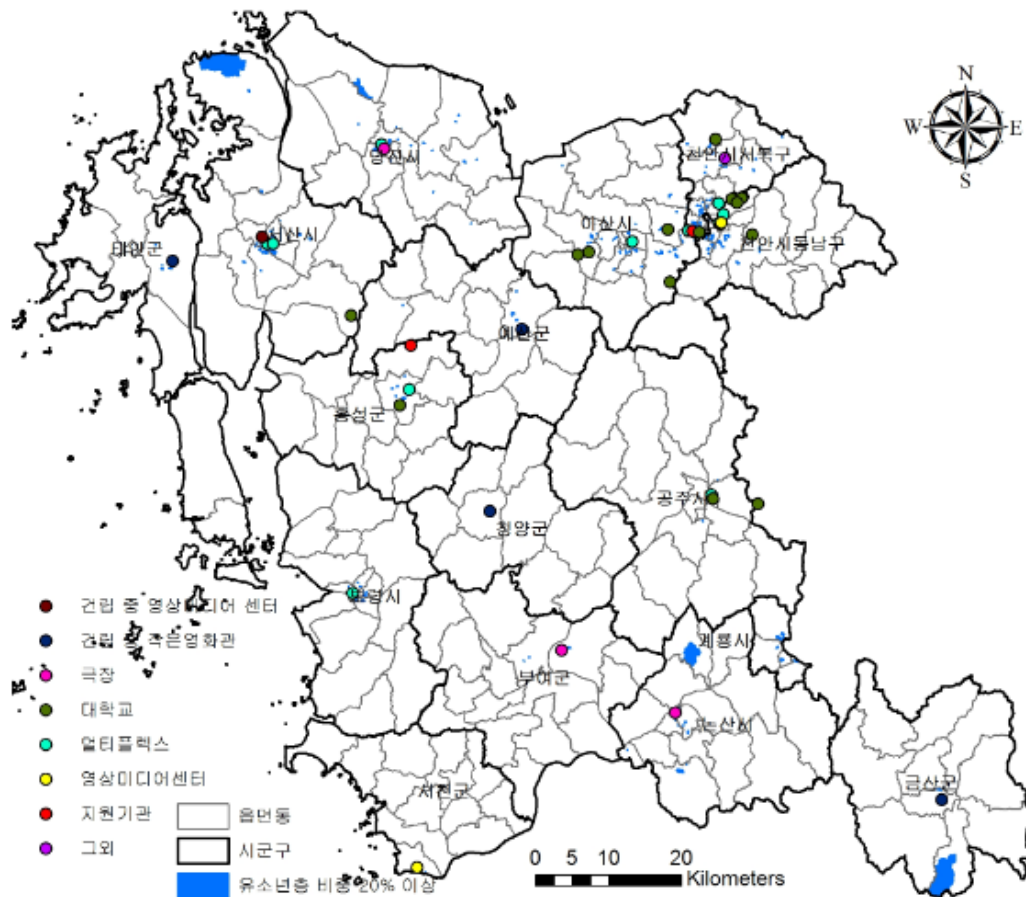 N
W
E
S
천안시서북구
당진시
아산시
서산시
천안시동남구
태안군
예산군
홍성군
공주시
청양군
보령시
건립 중 영상미디어 센터
건립 중 작은영화관
계룡시
극장
부여군
대학교
논산시
멀티플렉스
영상미디어센터
서천군
금산군
지원기관
읍면동
그외
시군구
유소년층 비중 20% 이상
0 5 10 20
Kilometers